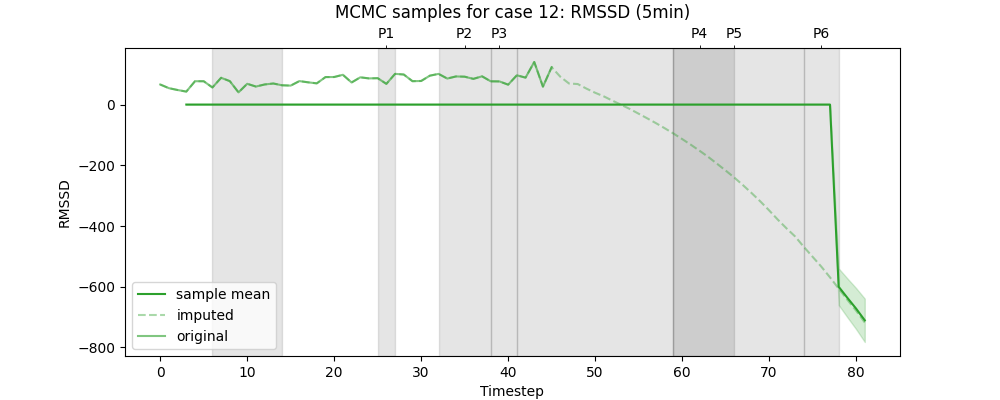 MCMC samples for case 12: RMSSD (5min)
P1 P2 P3 P4 P5 P6
0
−200
−400
−600
−800
RMSSD
sample mean
imputed
original
0 10 20 30 40 50 60 70 80
Timestep